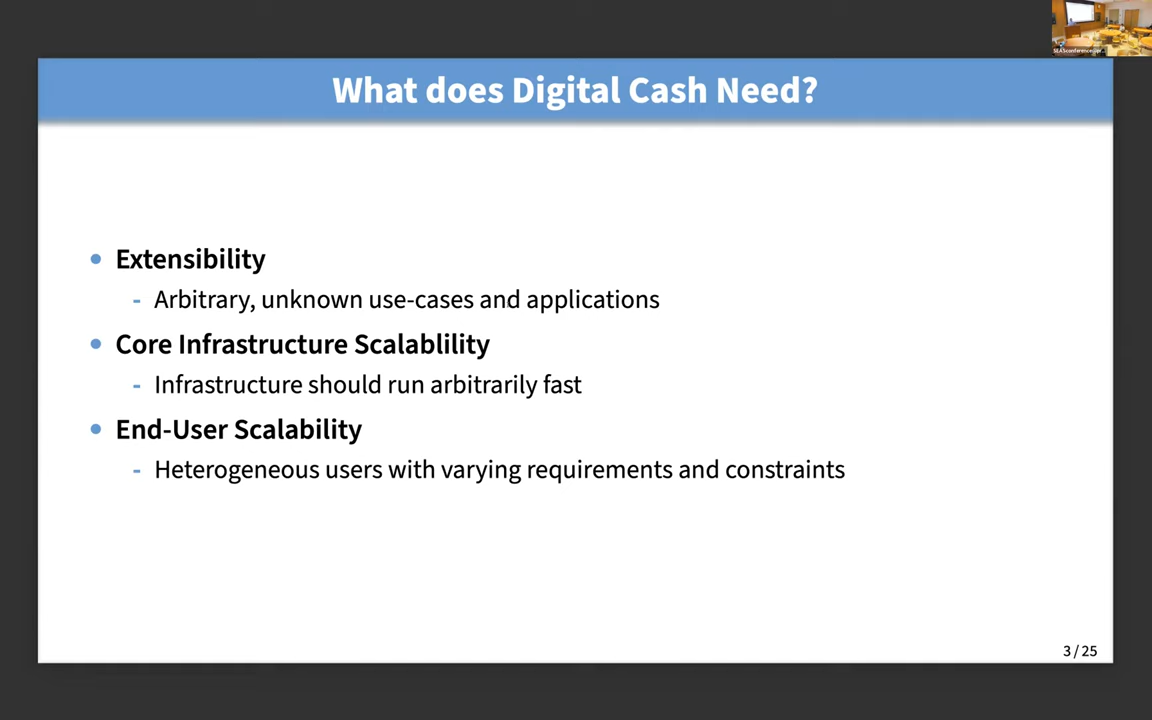 What does Digital Cash Need?
• Extensibility
- Arbitrary, unknown use-cases and applications
• Core Infrastructure Scalablility
- Infrastructure should run arbitrarily fast
• End-User Scalability
- Heterogeneous users with varying requirements and constraints
3 / 25